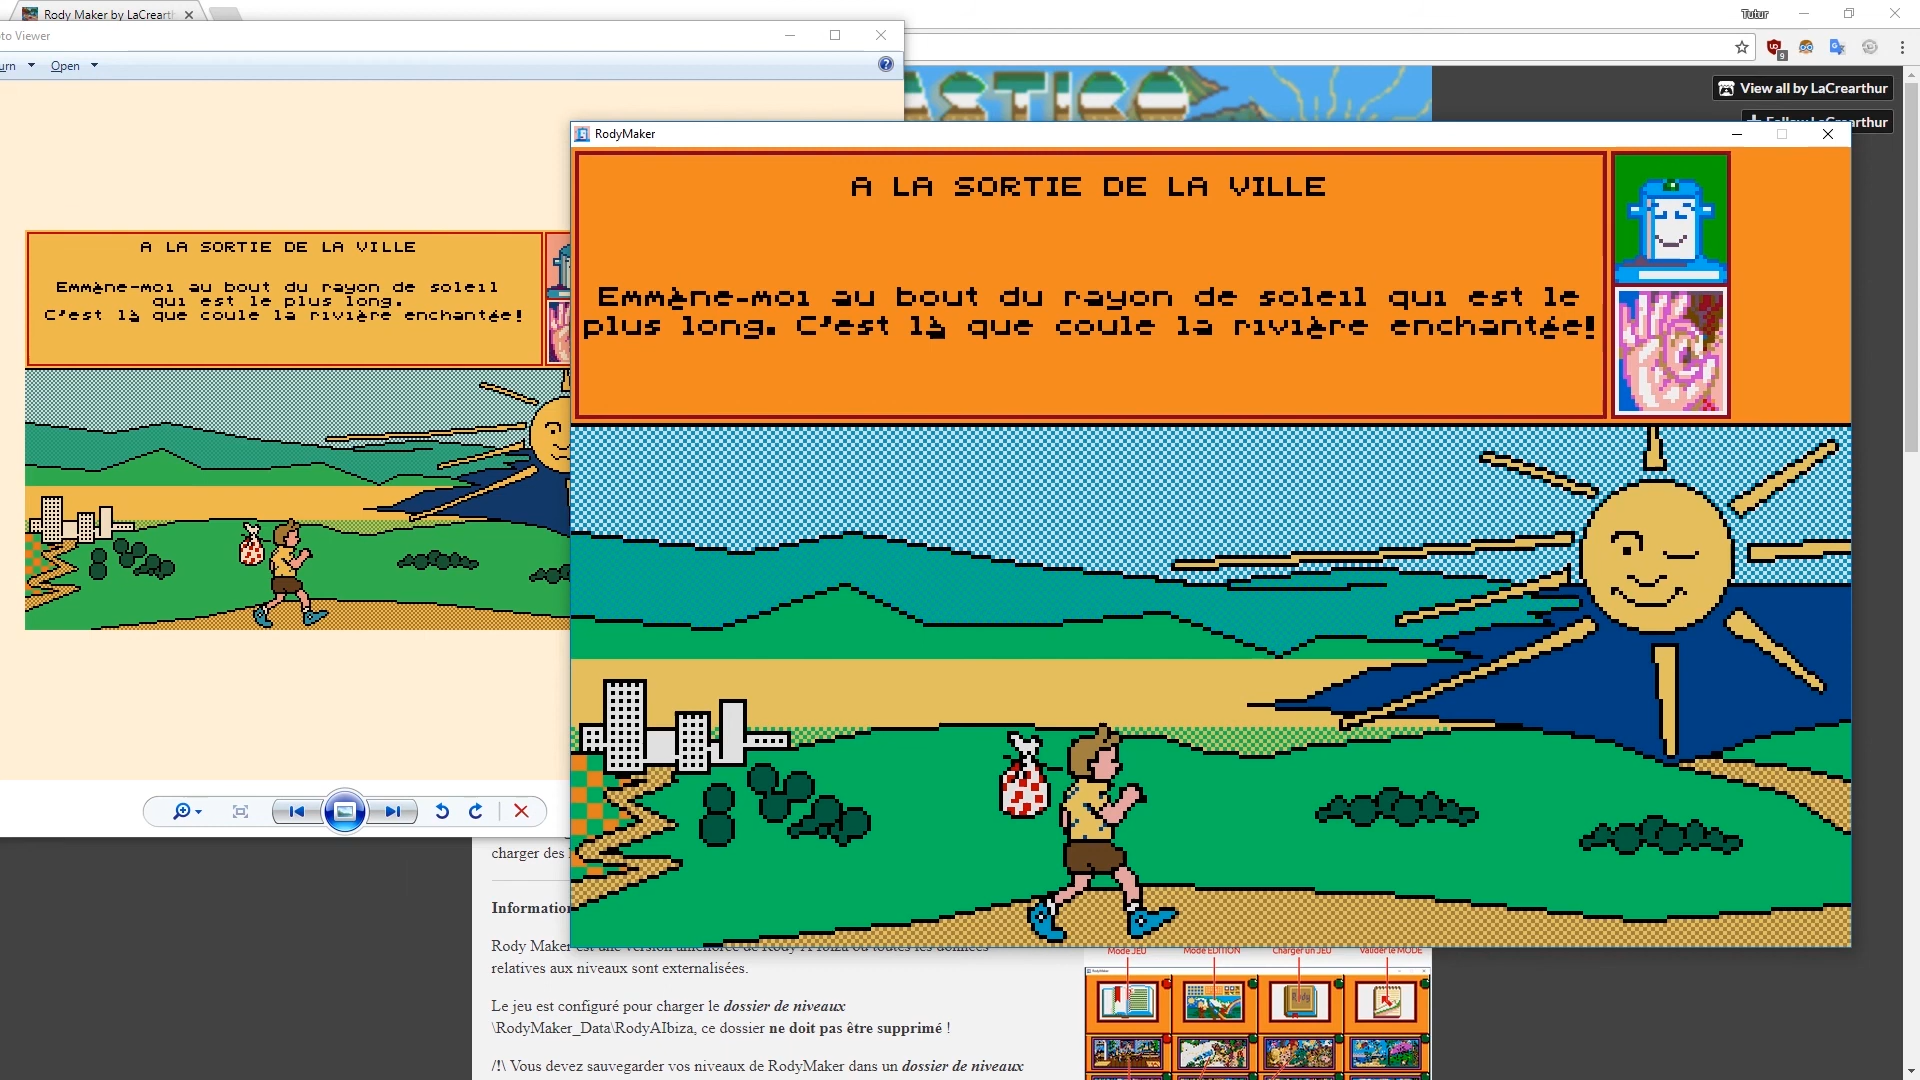 Rody Maker by LaCreart
Tutur
to Viewer
urn
Open
9
ASTICO
View all by LaCrearthur
RodyMaker
A LA SORTIE DE LA VILLE
Emmène-moi au bout du rayon de soleil qui est le
plus long. C'est là que coule la rivière enchantée!
A LA SORTIE DE LA VILLE
Emmène-moi au bout du rayon de soleil
qui est le plus long.
C'est là que coule la rivière enchantée!
charger des
Information
relatives aux niveaux sont externalisées.
Le jeu est configuré pour charger le dossier de niveaux
\RodyMaker_Data\RodyAIbiza, ce dossier ne doit pas être supprimé !
/!\ Vous devez sauvegarder vos niveaux de RodyMaker dans un dossier de niveaux
Mode JEU
Mode EDITION
Charger un JEU
Valider le MODE
RodyMaker
Rody